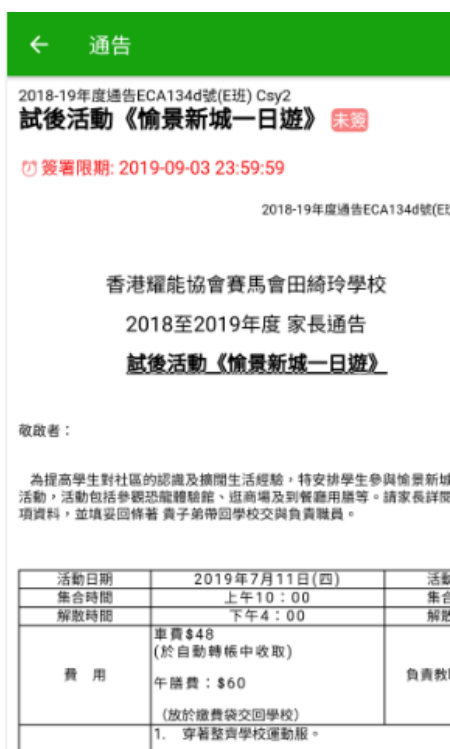 ← 通告
2018-19年度通告ECA134d號(E班) Csy2
試後活動《愉景新城一日遊》 未簽
簽署限期: 2019-09-03 23:59:59
2018-19年度通告ECA134d號(E
香港耀能協會賽馬會田綺玲學校
2018至2019年度 家長通告
試後活動《愉景新城一日遊》
敬啟者：
為提高學生對社區的認識及擴闊生活經驗，特安排學生參與愉景新城
活動，活動包括參觀恐龍體驗館、逛商場及到餐廳用膳等。請家長詳閱
項資料，並填妥回條着 貴子弟帶回學校交與負責職員。
活動日期 2019年7月11日(四) 活動
集合時間 上午10：00 集合
解散時間 下午4：00 解散
費 用 車費$48
(於自動轉帳中收取)
午膳費：$60
(放於繳費袋交回學校)
負責教
1. 穿著整齊學校運動服。